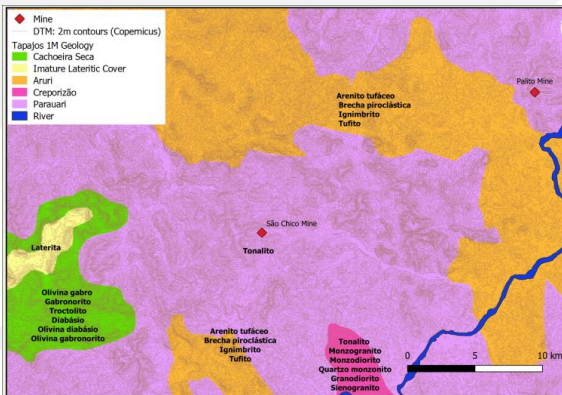 Mine
DTM: 2m contours (Copernicus)
Tapajos 1M Geology
Cachoeira Seca
Imature Lateritic Cover
Aruri
Creporizão
Parauari
River
Palito Mine
Arenito tufáceo
Brecha piroclástica
Ignimbrito
Tufito
São Chico Mine
Tonalito
Laterita
Olivina gabro
Gabronorito
Troctolito
Diabásio
Olivina diabásio
Olivina gabronorito
Arenito tufáceo
Brecha piroclástica
Ignimbrito
Tufito
Tonalito
Monzogranito
Monzodiorito
Quartzo monzonito
Granodiorito
Sienogranito
0 5 10 km